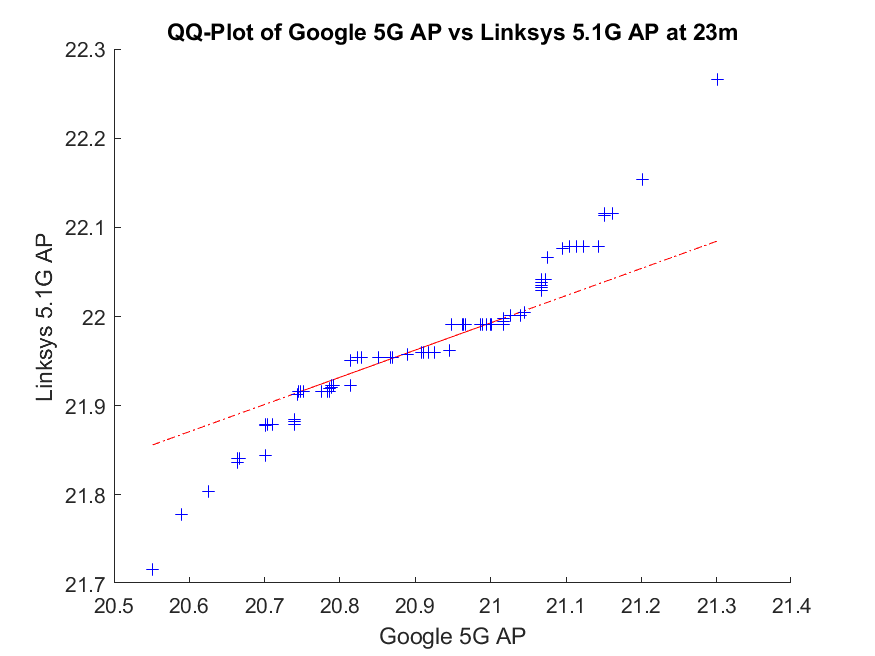 QQ-Plot of Google 5G AP vs Linksys 5.1G AP at 23m
22.3
22.2
22.1
22
21.9
21.8
21.7
Linksys 5.1G AP
20.5 20.6 20.7 20.8 20.9 21 21.1 21.2 21.3 21.4
Google 5G AP